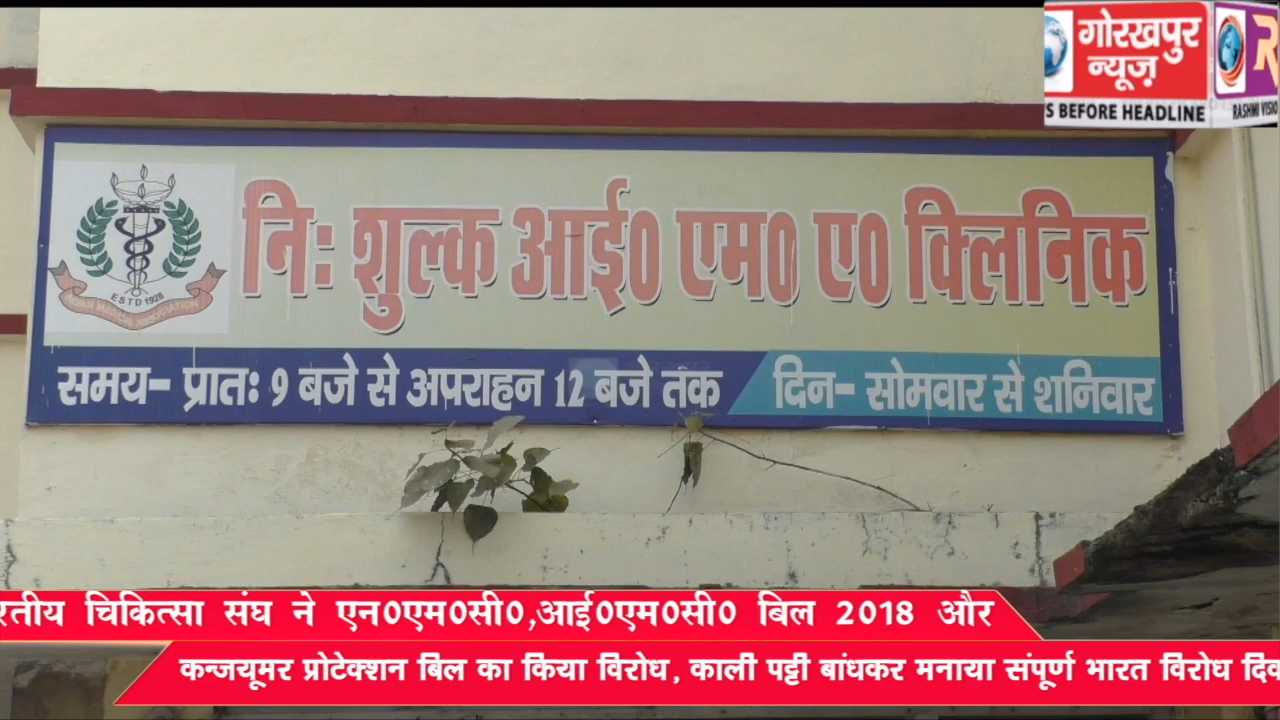 गोरखपुर
न्यूज़
S BEFORE HEADLINE
RASHMI VISIO
निः शुल्क आई० एम० ए० क्लिनिक
ESTD 1928
समय- प्रातः 9 बजे से अपराहन 12 बजे तक
दिन- सोमवार से शनिवार
रतीय चिकित्सा संघ ने एन०एम०सी०,आई०एम०सी० बिल 2018 और
कन्जयूमर प्रोटेक्शन बिल का किया विरोध, काली पट्टी बांधकर मनाया संपूर्ण भारत विरोध दिव